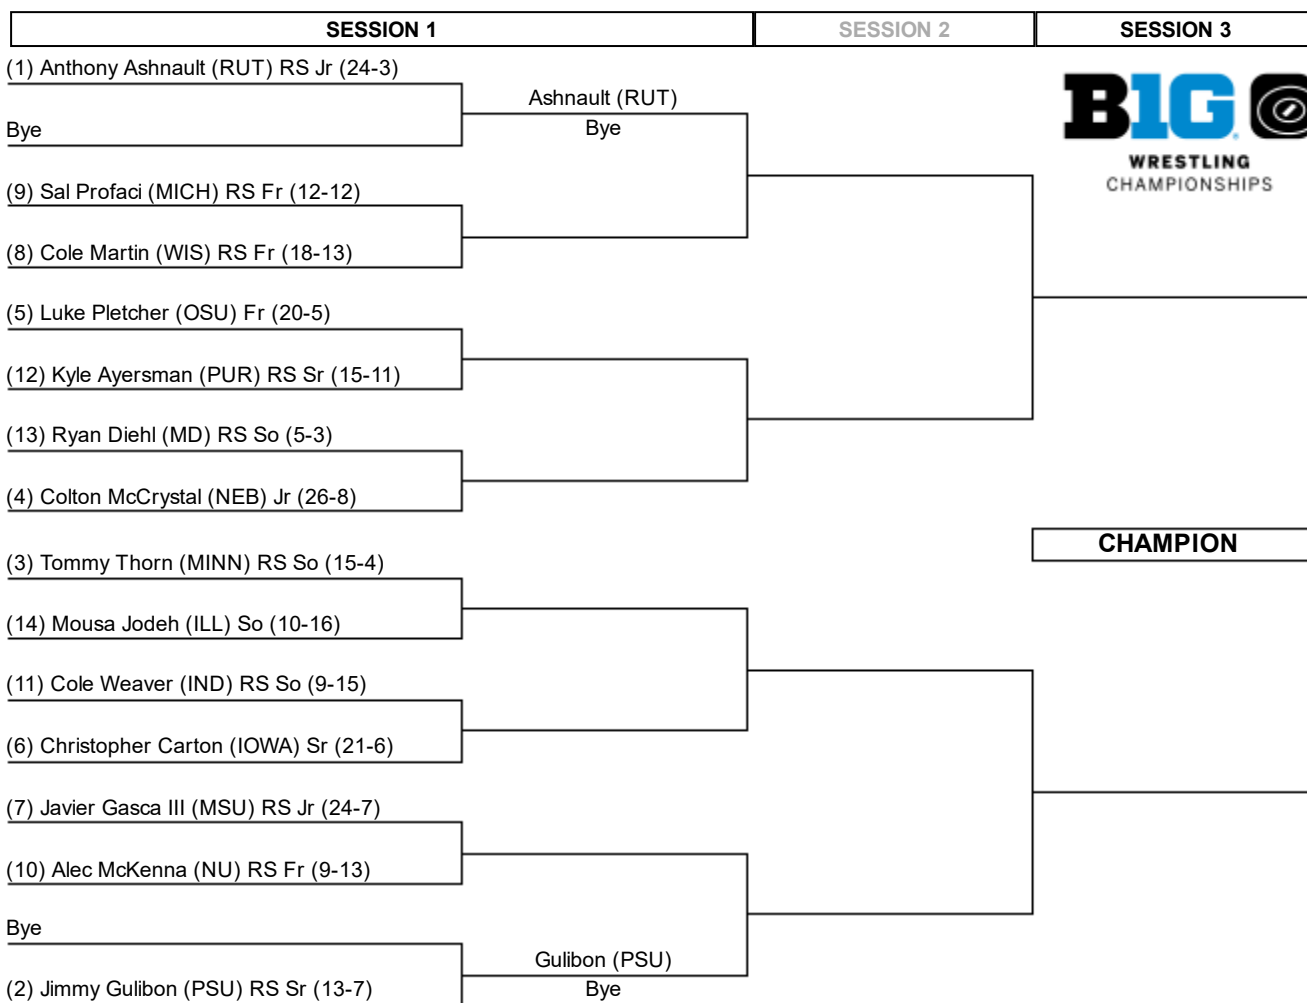 SESSION 1
SESSION 2
SESSION 3
(1) Anthony Ashnault (RUT) RS Jr (24-3)
Ashnault (RUT)
Bye
Bye
B1G
WRESTLING
CHAMPIONSHIPS
(9) Sal Profaci (MICH) RS Fr (12-12)
(8) Cole Martin (WIS) RS Fr (18-13)
(5) Luke Pletcher (OSU) Fr (20-5)
(12) Kyle Ayersman (PUR) RS Sr (15-11)
(13) Ryan Diehl (MD) RS So (5-3)
(4) Colton McCrystal (NEB) Jr (26-8)
CHAMPION
(3) Tommy Thorn (MINN) RS So (15-4)
(14) Mousa Jodeh (ILL) So (10-16)
(11) Cole Weaver (IND) RS So (9-15)
(6) Christopher Carton (IOWA) Sr (21-6)
(7) Javier Gasca III (MSU) RS Jr (24-7)
(10) Alec McKenna (NU) RS Fr (9-13)
Bye
Gulibon (PSU)
Bye
(2) Jimmy Gulibon (PSU) RS Sr (13-7)